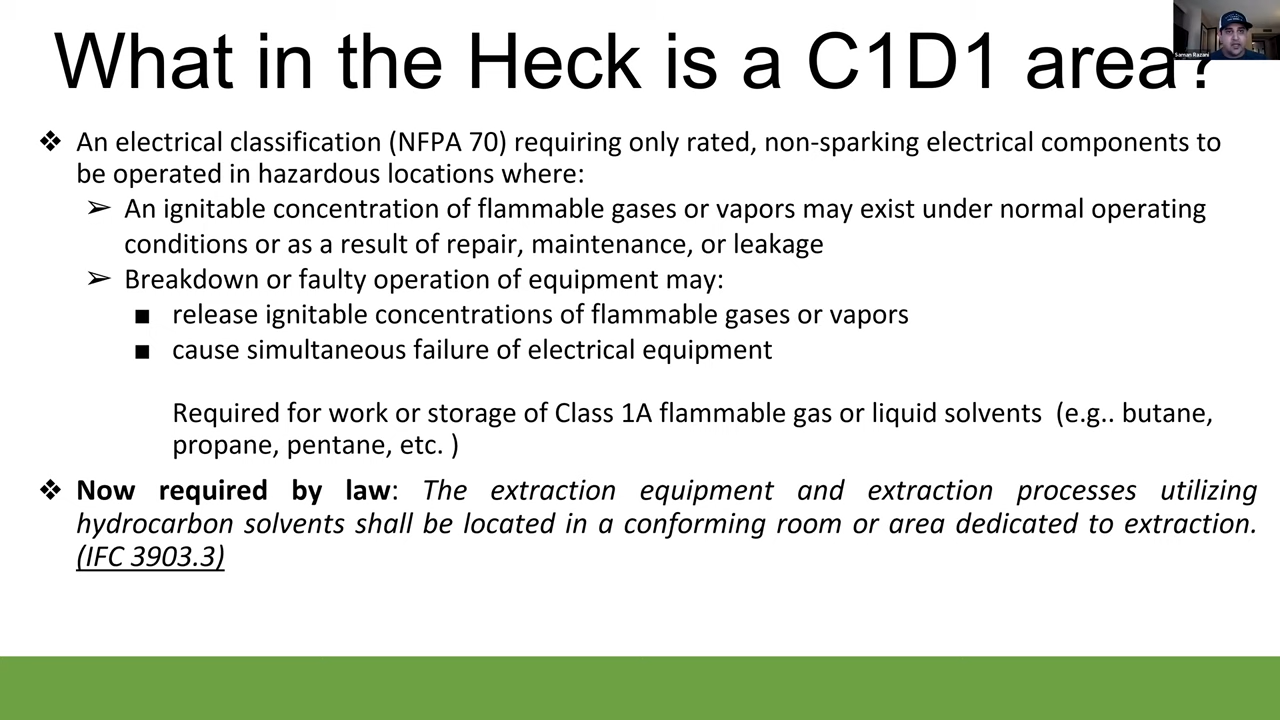 What in the Heck is a C1D1 area?
Saman Razani
❖ An electrical classification (NFPA 70) requiring only rated, non-sparking electrical components to
be operated in hazardous locations where:
➢ An ignitable concentration of flammable gases or vapors may exist under normal operating
conditions or as a result of repair, maintenance, or leakage
➢ Breakdown or faulty operation of equipment may:
■ release ignitable concentrations of flammable gases or vapors
■ cause simultaneous failure of electrical equipment
Required for work or storage of Class 1A flammable gas or liquid solvents (e.g.. butane,
propane, pentane, etc. )
❖ Now required by law: The extraction equipment and extraction processes utilizing
hydrocarbon solvents shall be located in a conforming room or area dedicated to extraction.
(IFC 3903.3)